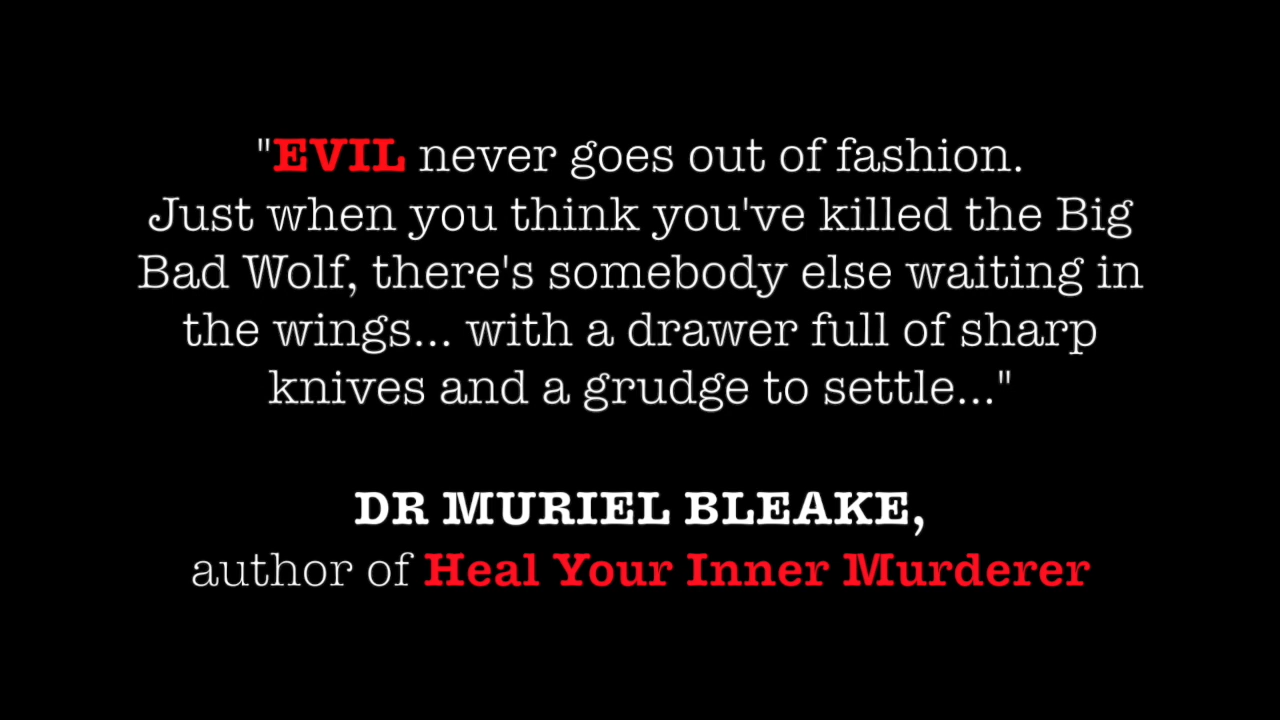 "EVIL never goes out of fashion.
Just when you think you've killed the Big
Bad Wolf, there's somebody else waiting in
the wings... with a drawer full of sharp
knives and a grudge to settle..."
DR MURIEL BLEAKE,
author of Heal Your Inner Murderer